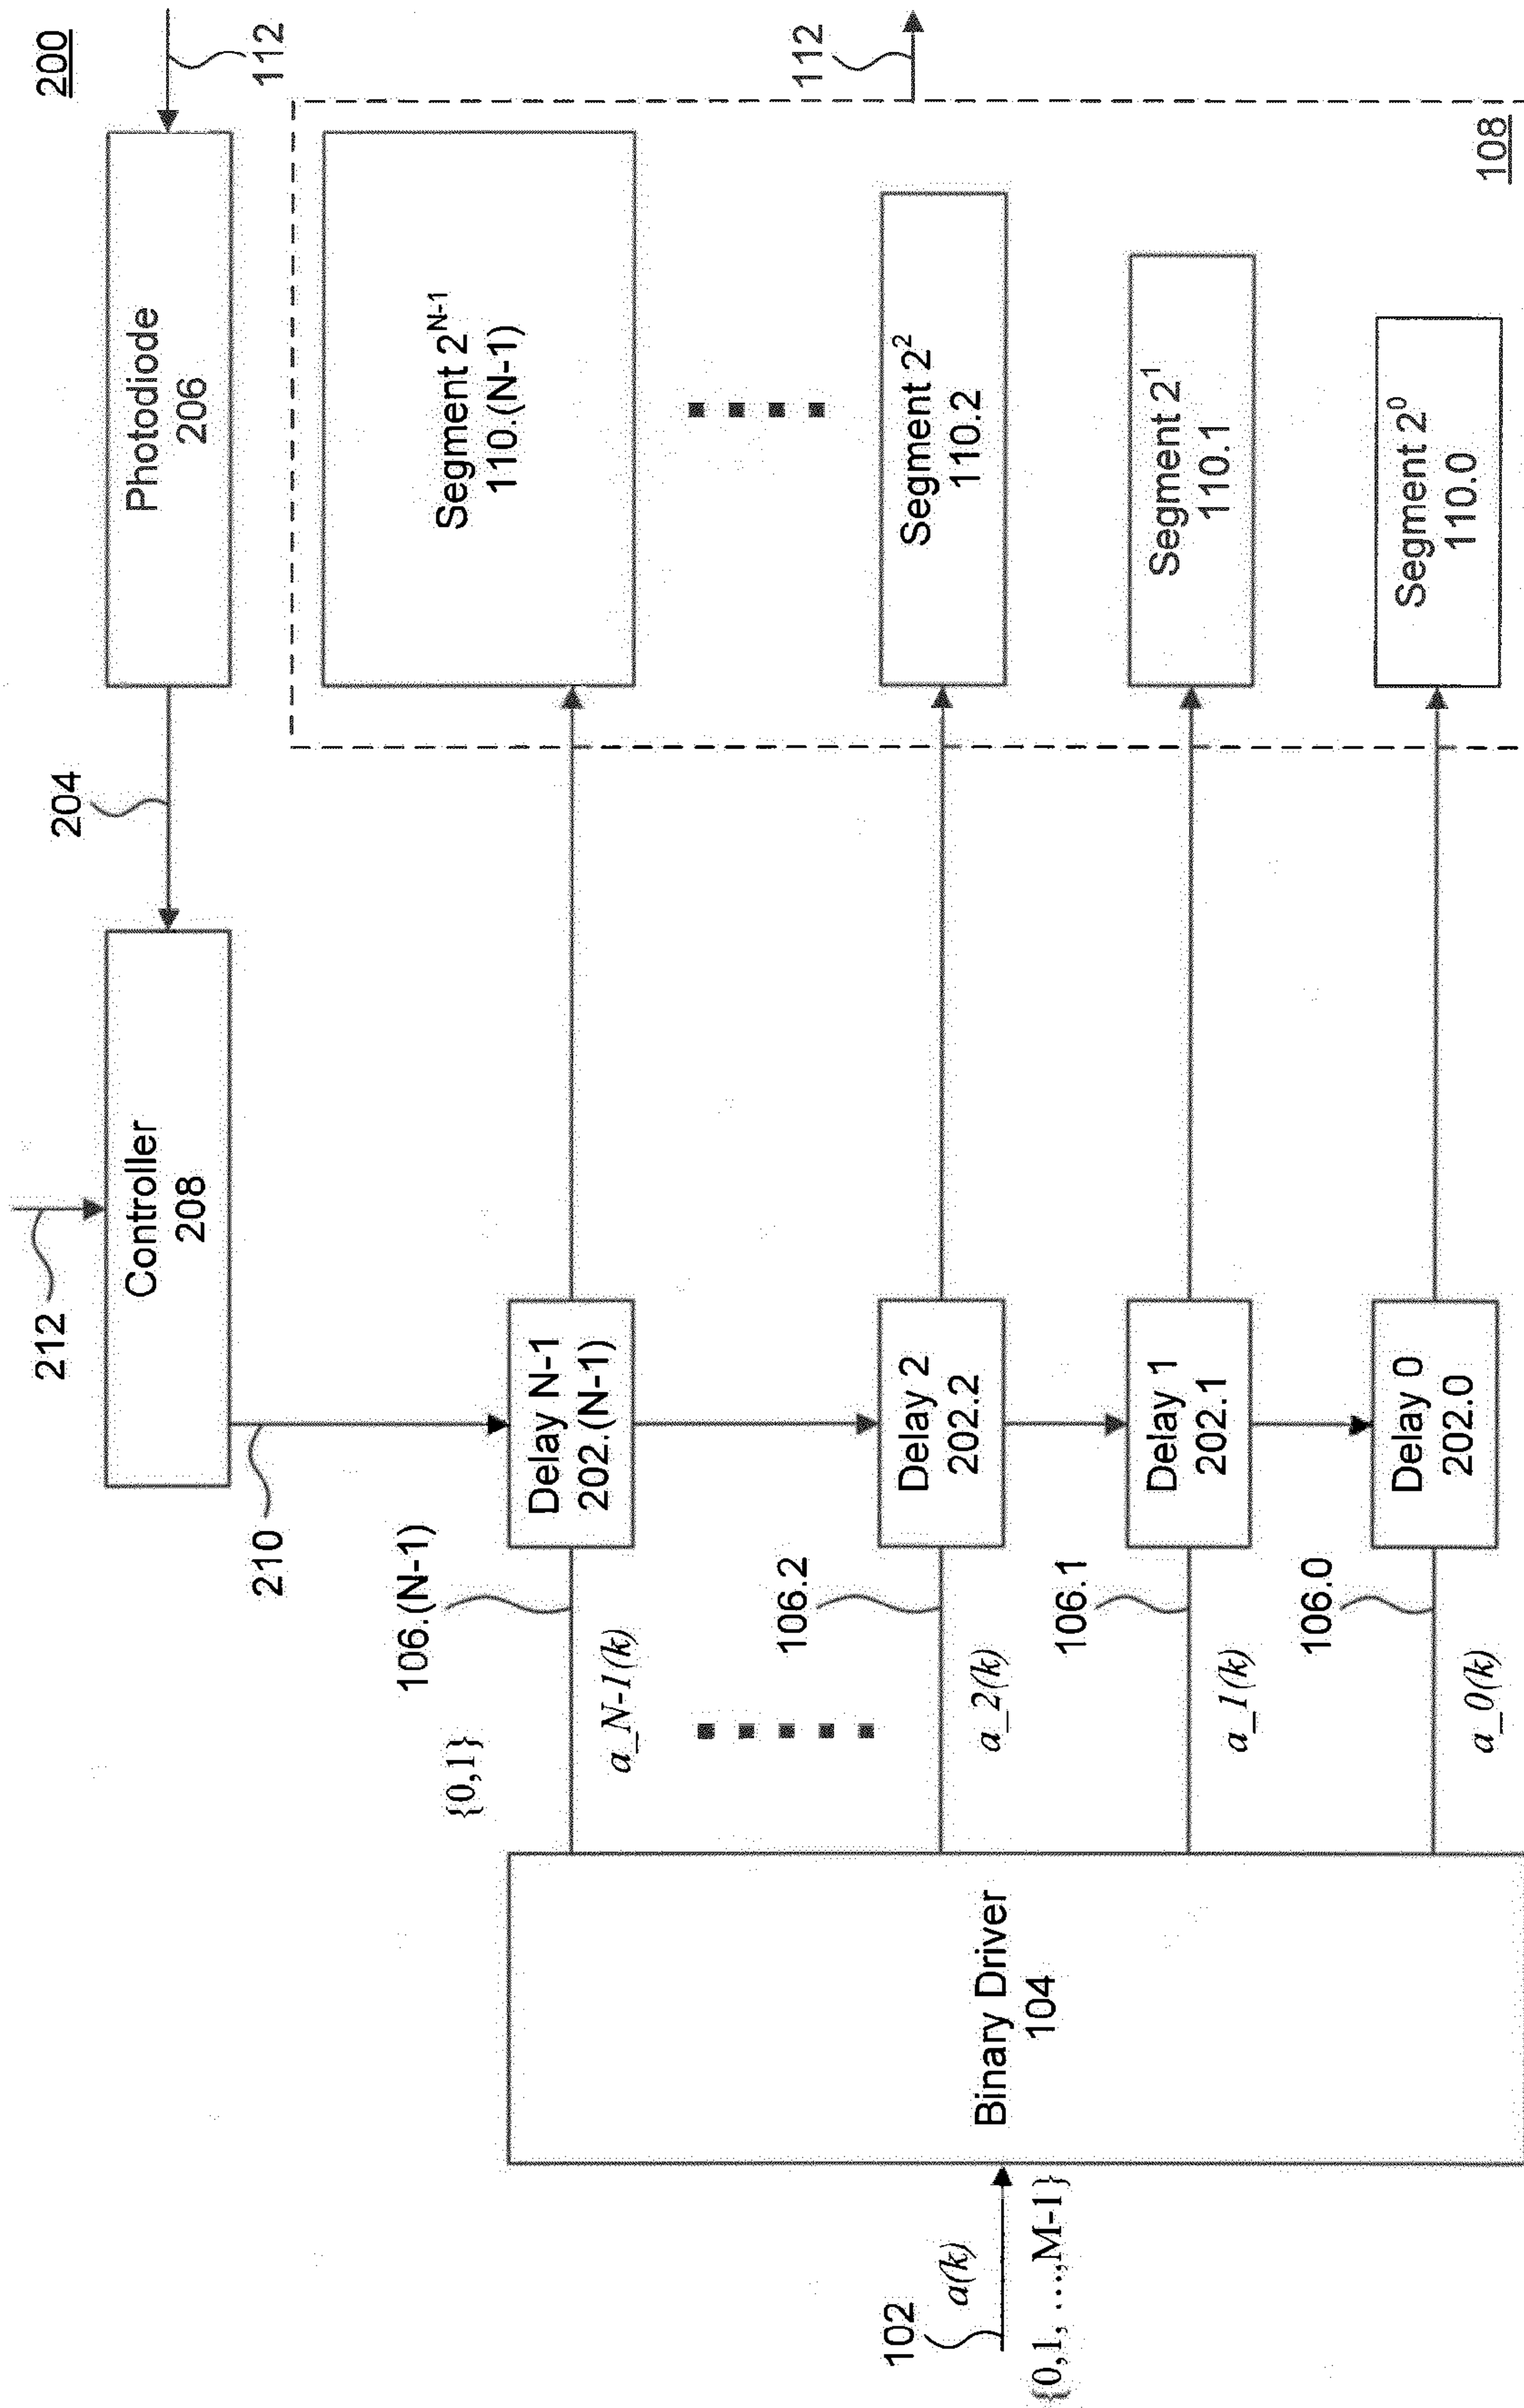 200
212
Controller
208
204
Photodiode
206
112
210
{0,1}
106.(N-1)
a_N-1(k)
Delay N-1
202.(N-1)
Segment 2^N-1
110.(N-1)
112
106.2
a_2(k)
Delay 2
202.2
Segment 2^2
110.2
102
a(k)
{0,1, ....,M-1}
Binary Driver
104
106.1
a_1(k)
Delay 1
202.1
Segment 2^1
110.1
106.0
a_0(k)
Delay 0
202.0
Segment 2^0
110.0
108